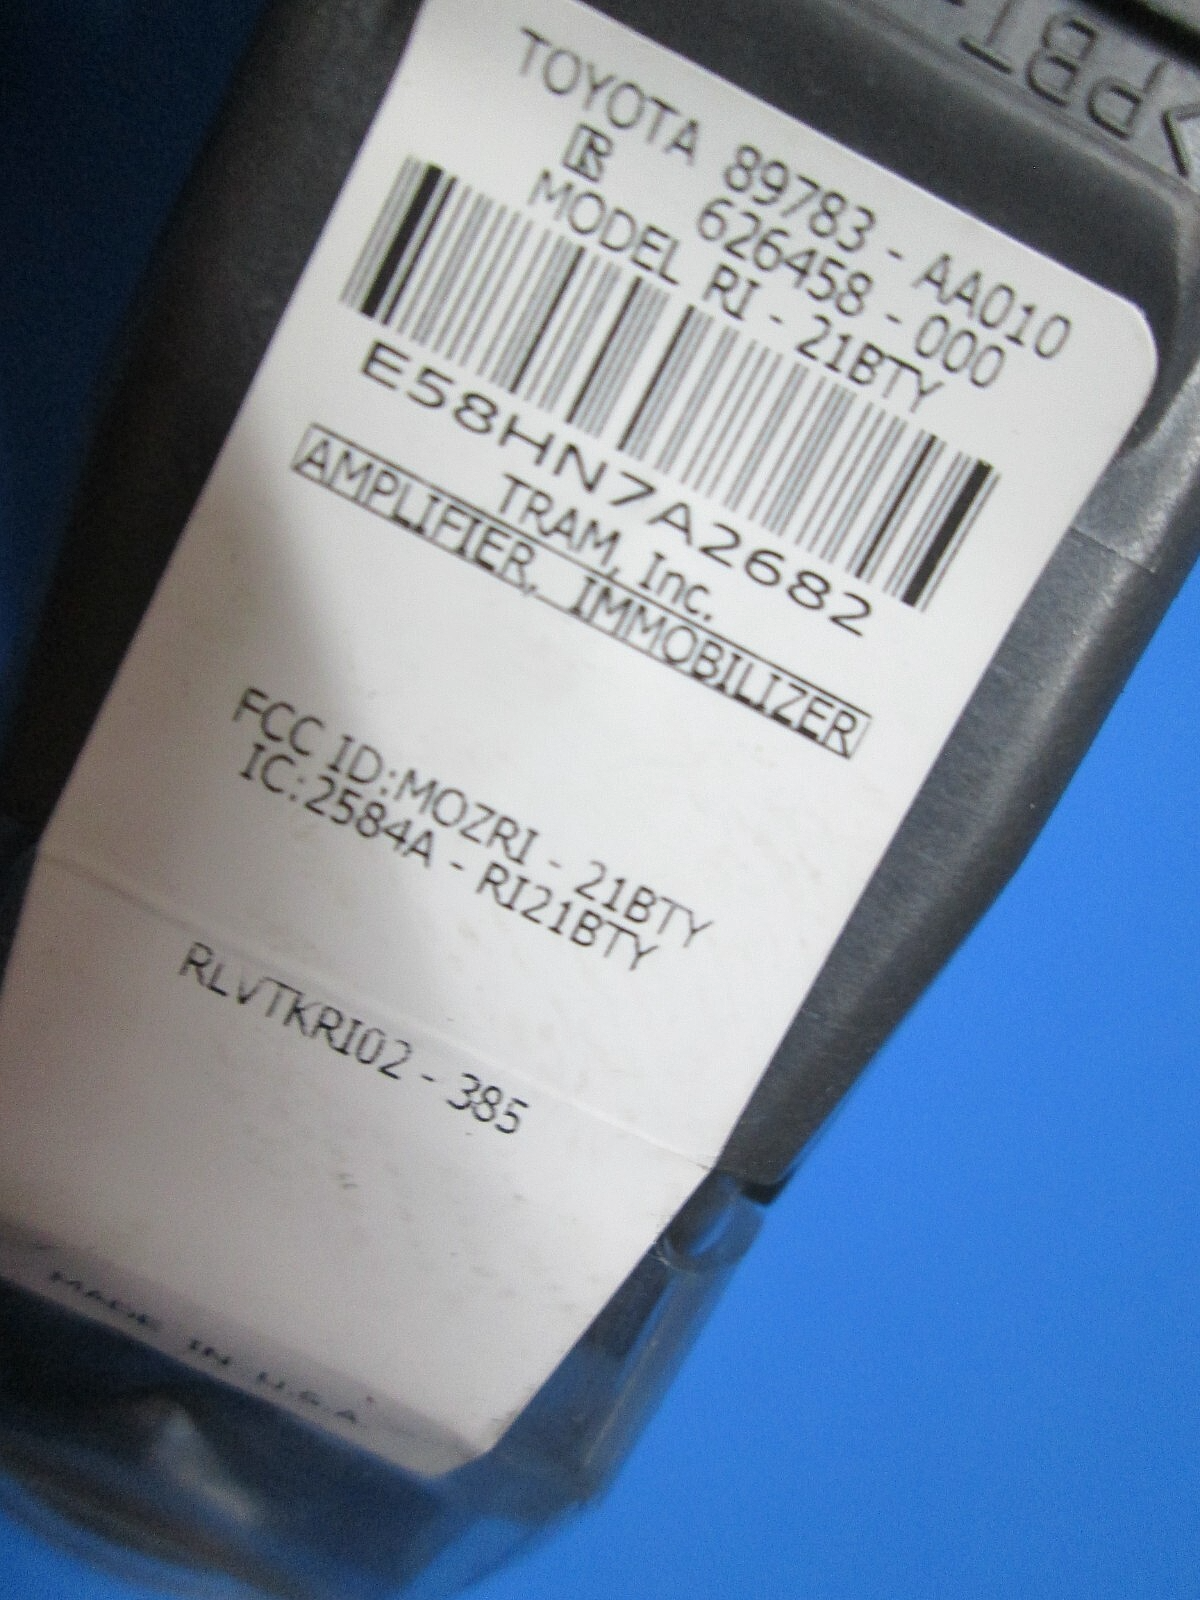 >PBT
TOYOTA 89783 - AA010
626458 - 000
MODEL RI - 21BTY
E58HN7A2682
TRAM, Inc.
AMPLIFIER, IMMOBILIZER
FCC ID:MOZRI - 21BTY
IC:2584A - RI21BTY
RLVTKRI02 - 385
MADE IN U.S.A